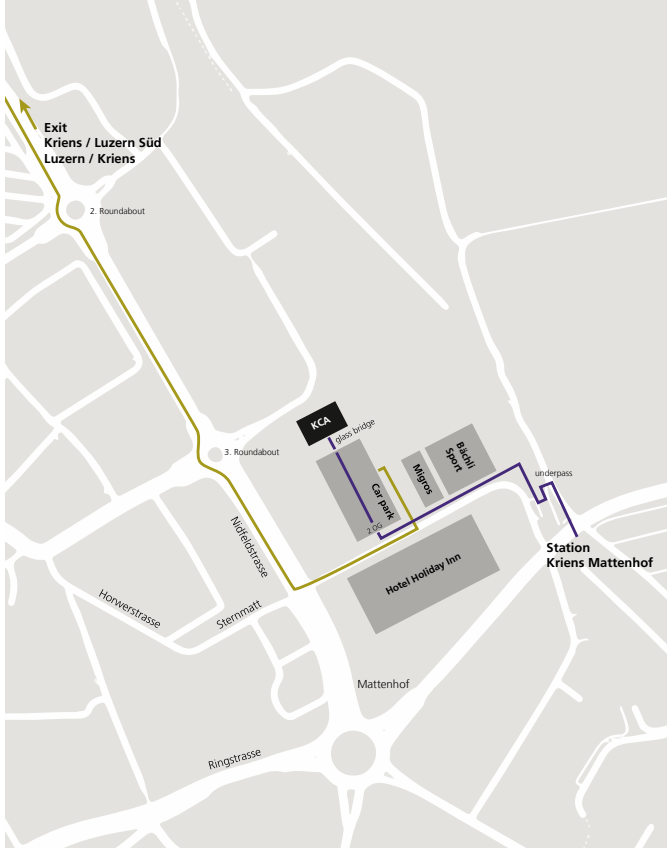 Exit
Kriens / Luzern Süd
Luzern / Kriens
2. Roundabout
3. Roundabout
KCA
glass bridge
Car park
2.OG
Migros
Bächli
Sport
underpass
Station
Kriens Mattenhof
Hotel Holiday Inn
Nidfeldstrasse
Horwerstrasse
Sternmatt
Mattenhof
Ringstrasse